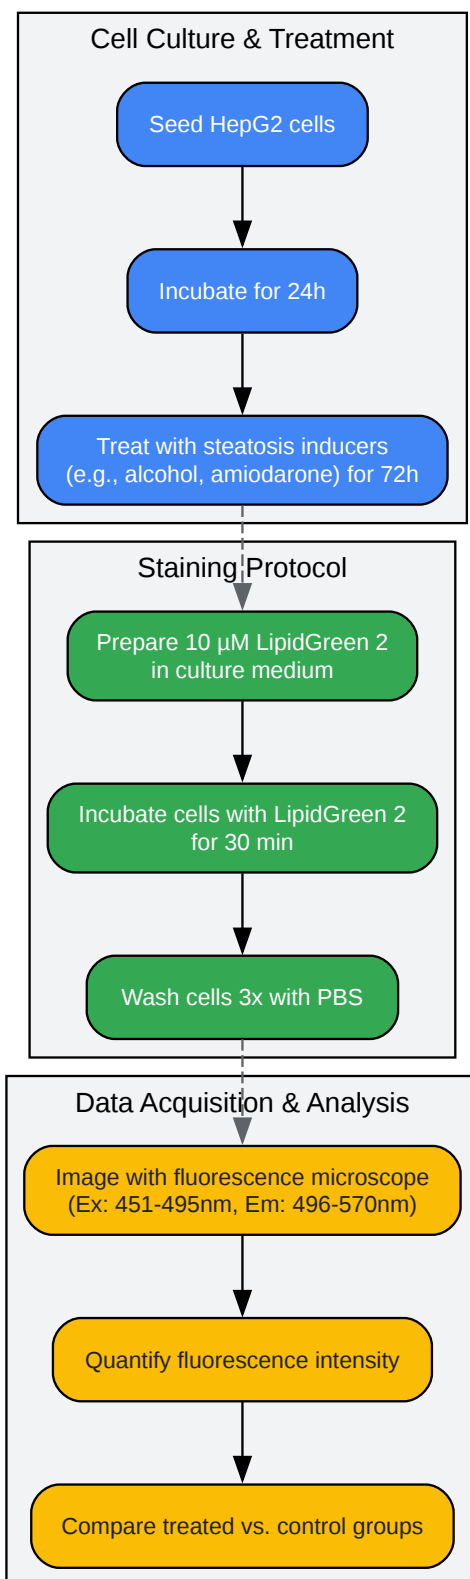 Cell Culture & Treatment
Seed HepG2 cells
Incubate for 24h
Treat with steatosis inducers
(e.g., alcohol, amiodarone) for 72h
Staining Protocol
Prepare 10 µM LipidGreen 2
in culture medium
Incubate cells with LipidGreen 2
for 30 min
Wash cells 3x with PBS
Data Acquisition & Analysis
Image with fluorescence microscope
(Ex: 451-495nm, Em: 496-570nm)
Quantify fluorescence intensity
Compare treated vs. control groups